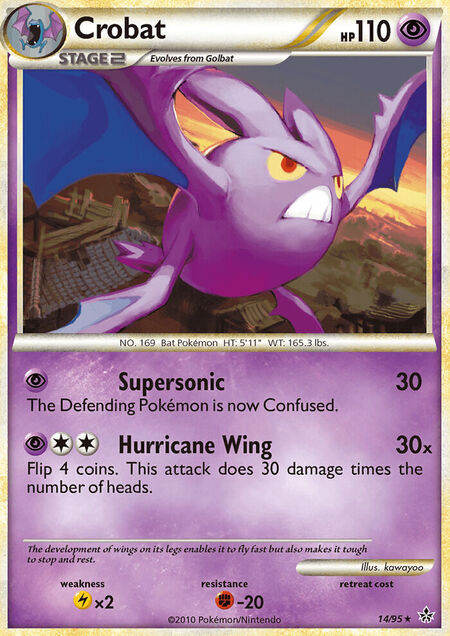 Crobat
HP110
STAGE 2
Evolves from Golbat
NO. 169 Bat Pokémon HT: 5'11" WT: 165.3 lbs.
Supersonic 30
The Defending Pokémon is now Confused.
Hurricane Wing 30x
Flip 4 coins. This attack does 30 damage times the
number of heads.
The development of wings on its legs enables it to fly fast but also makes it tough
to stop and rest.
Illus. kawayoo
weakness resistance retreat cost
×2 -20
©2010 Pokémon/Nintendo 14/95 ★